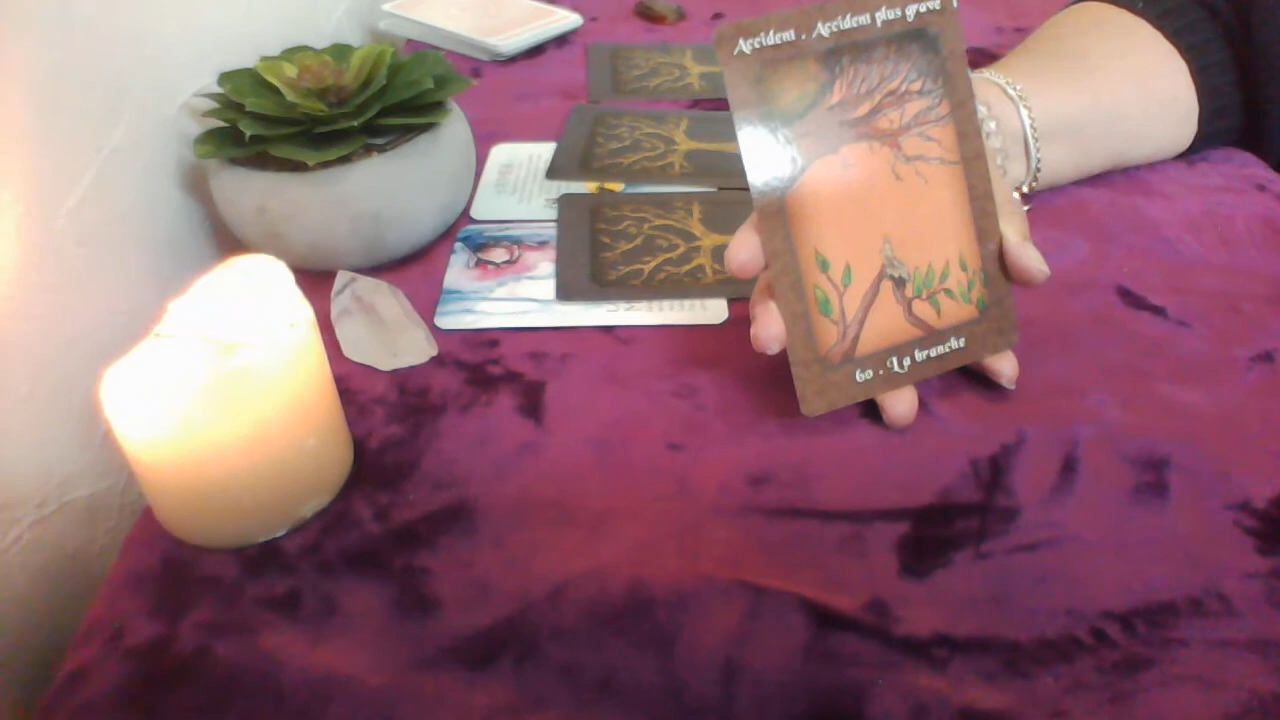 Accident . Accident plus grave
60 . La branche